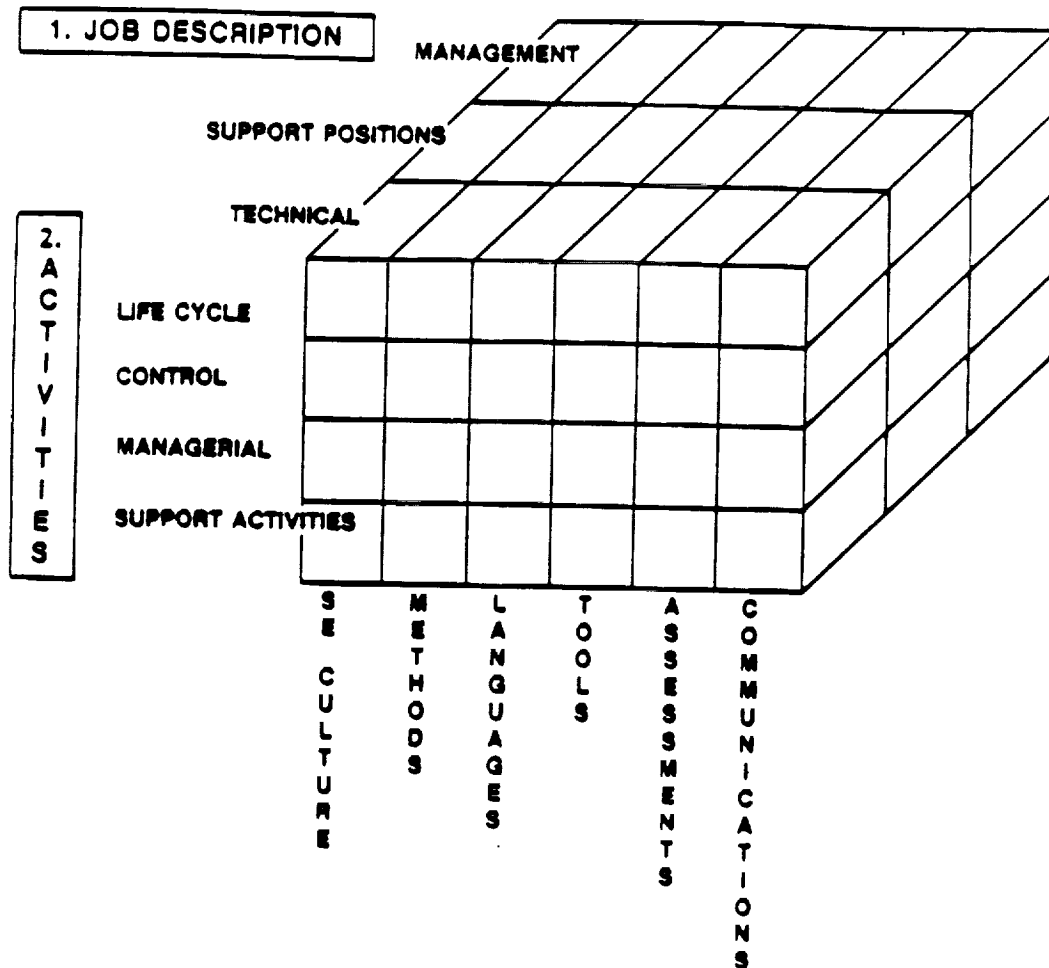 1. JOB DESCRIPTION
MANAGEMENT
SUPPORT POSITIONS
TECHNICAL
2. ACTIVITIES
LIFE CYCLE
CONTROL
MANAGERIAL
SUPPORT ACTIVITIES
SE CULTURE
METHODS
LANGUAGES
TOOLS
ASSESSMENTS
COMMUNICATIONS